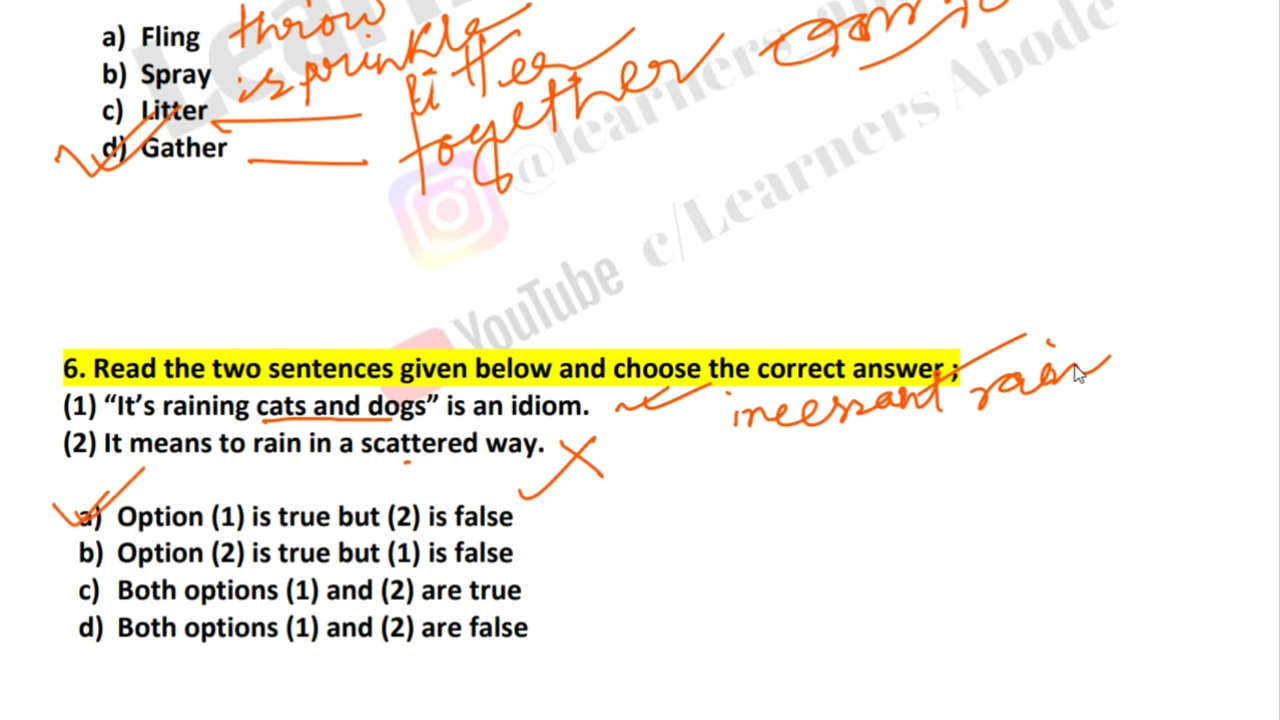 Lear
a) Fling throw
b) Spray sprinkle
c) Litter litter
d) Gather together
@learners
YouTube c/Learners Abode
6. Read the two sentences given below and choose the correct answer ;
(1) “It’s raining cats and dogs” is an idiom. incessant rain
(2) It means to rain in a scattered way.
a) Option (1) is true but (2) is false
b) Option (2) is true but (1) is false
c) Both options (1) and (2) are true
d) Both options (1) and (2) are false